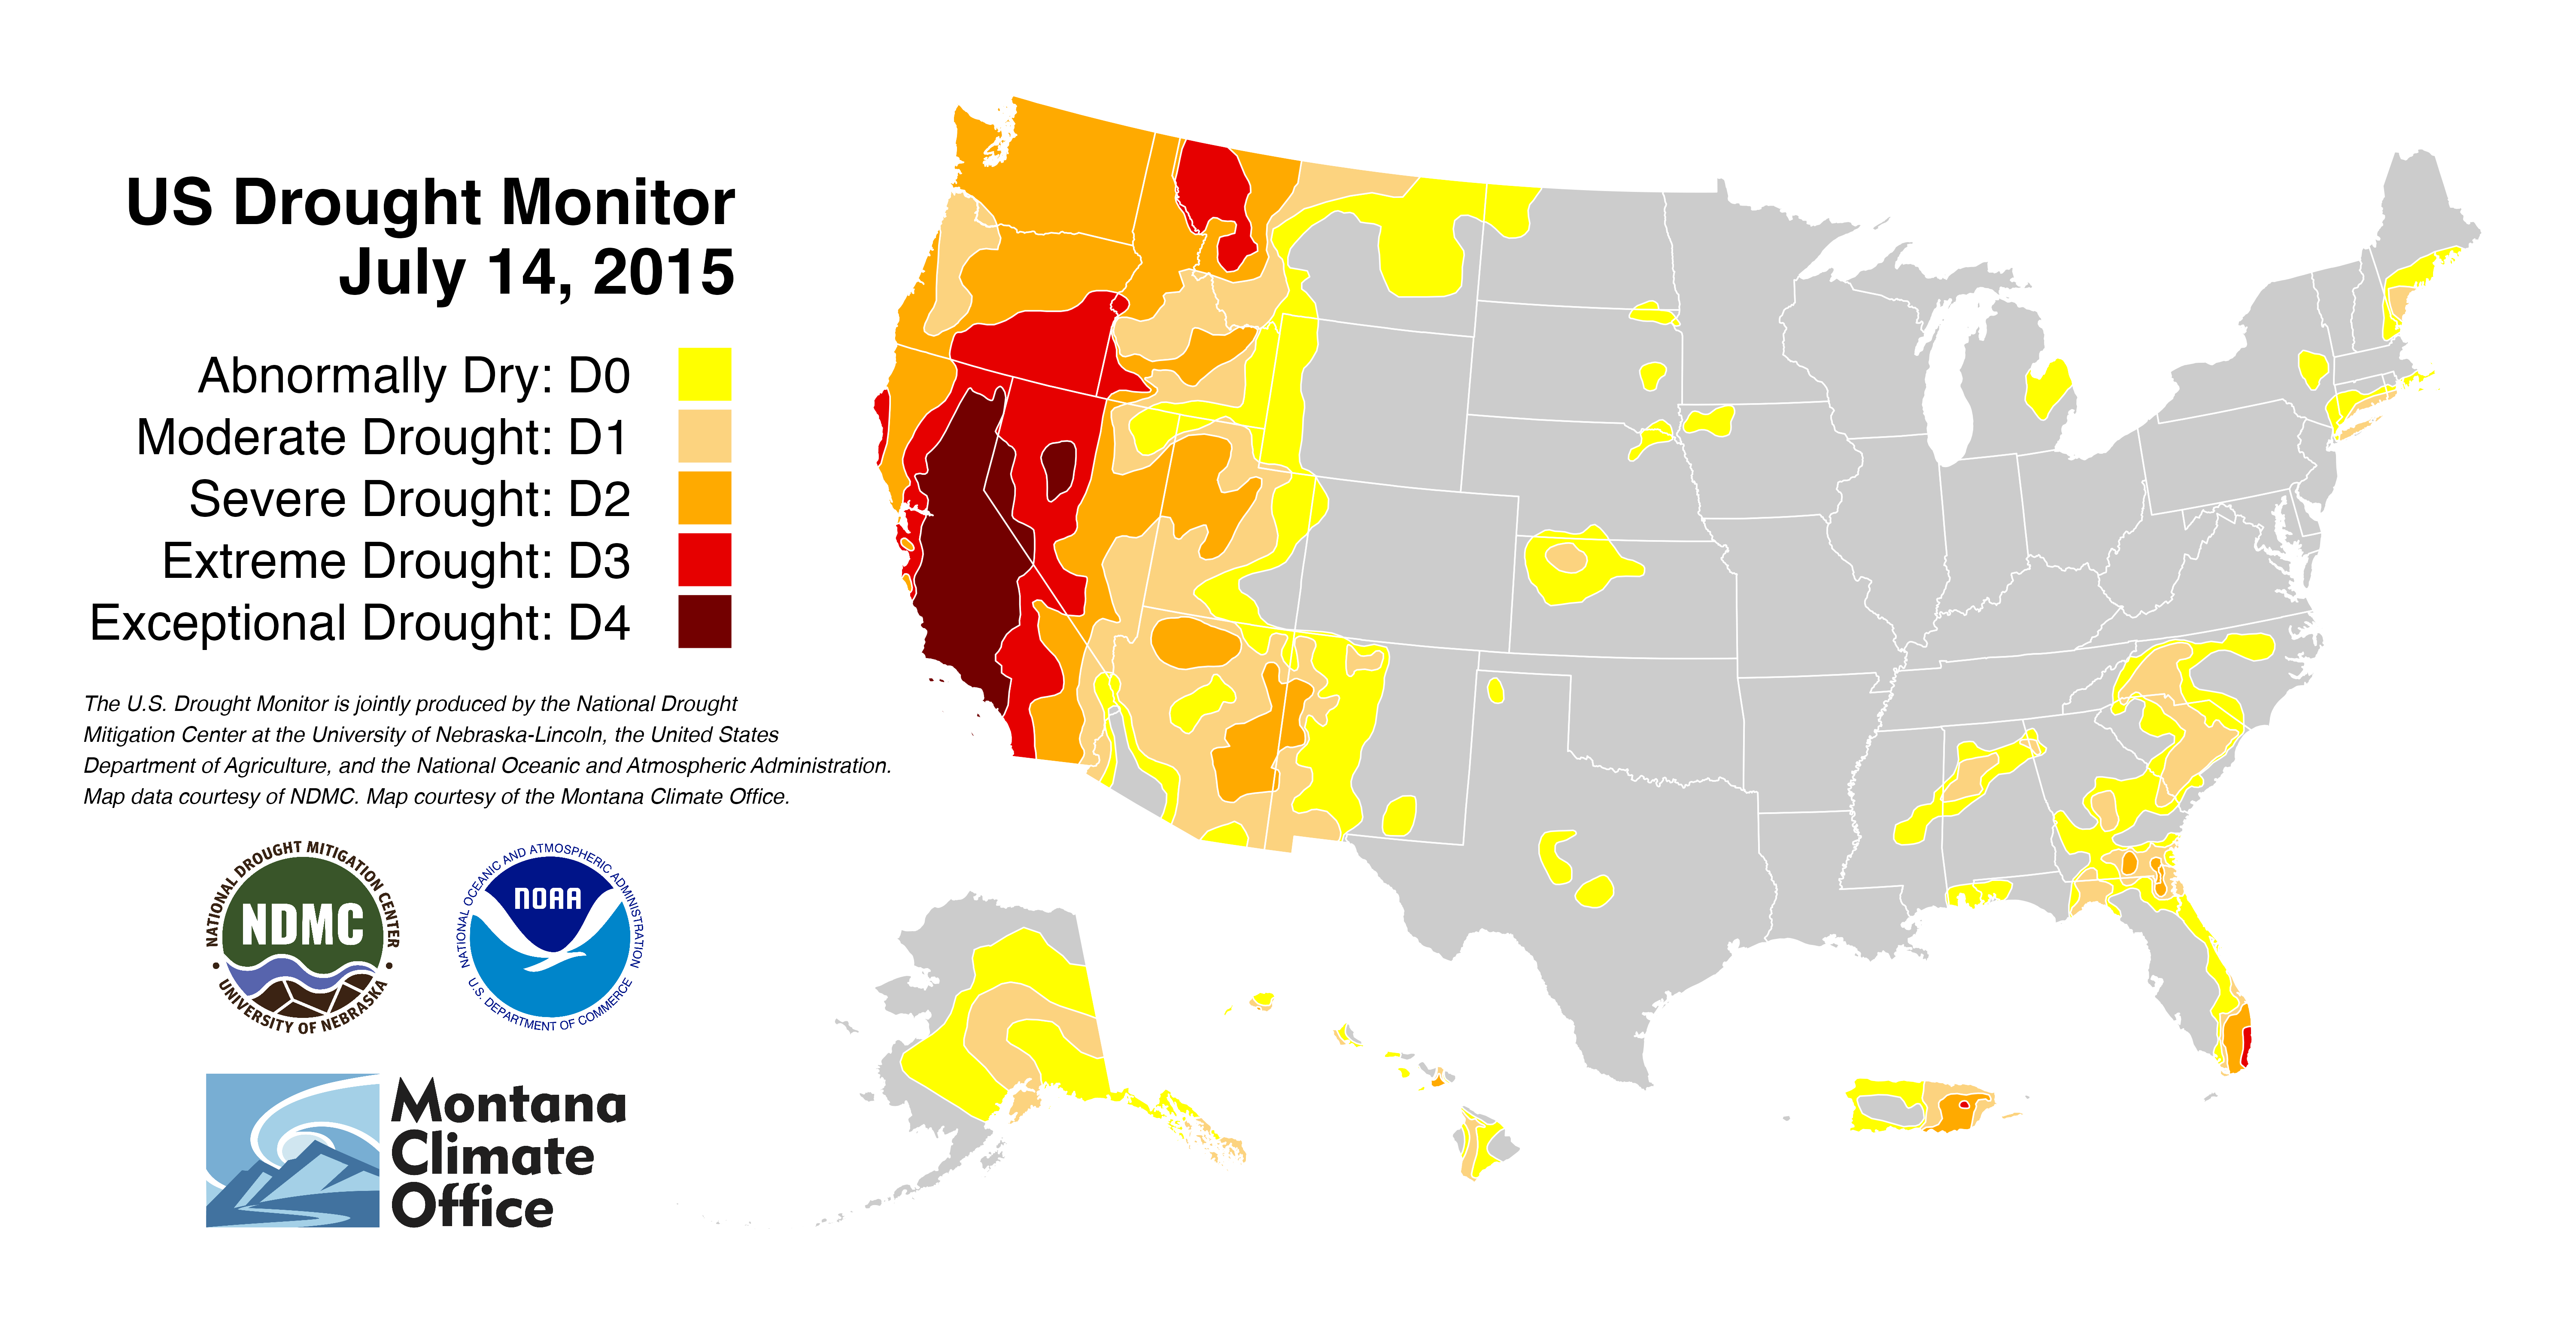 US Drought Monitor
July 14, 2015
Abnormally Dry: D0
Moderate Drought: D1
Severe Drought: D2
Extreme Drought: D3
Exceptional Drought: D4
The U.S. Drought Monitor is jointly produced by the National Drought
Mitigation Center at the University of Nebraska-Lincoln, the United States
Department of Agriculture, and the National Oceanic and Atmospheric Administration.
Map data courtesy of NDMC. Map courtesy of the Montana Climate Office.
NATIONAL DROUGHT MITIGATION CENTER
NDMC
• UNIVERSITY OF NEBRASKA •
NATIONAL OCEANIC AND ATMOSPHERIC ADMINISTRATION
NOAA
U.S. DEPARTMENT OF COMMERCE
Montana
Climate
Office